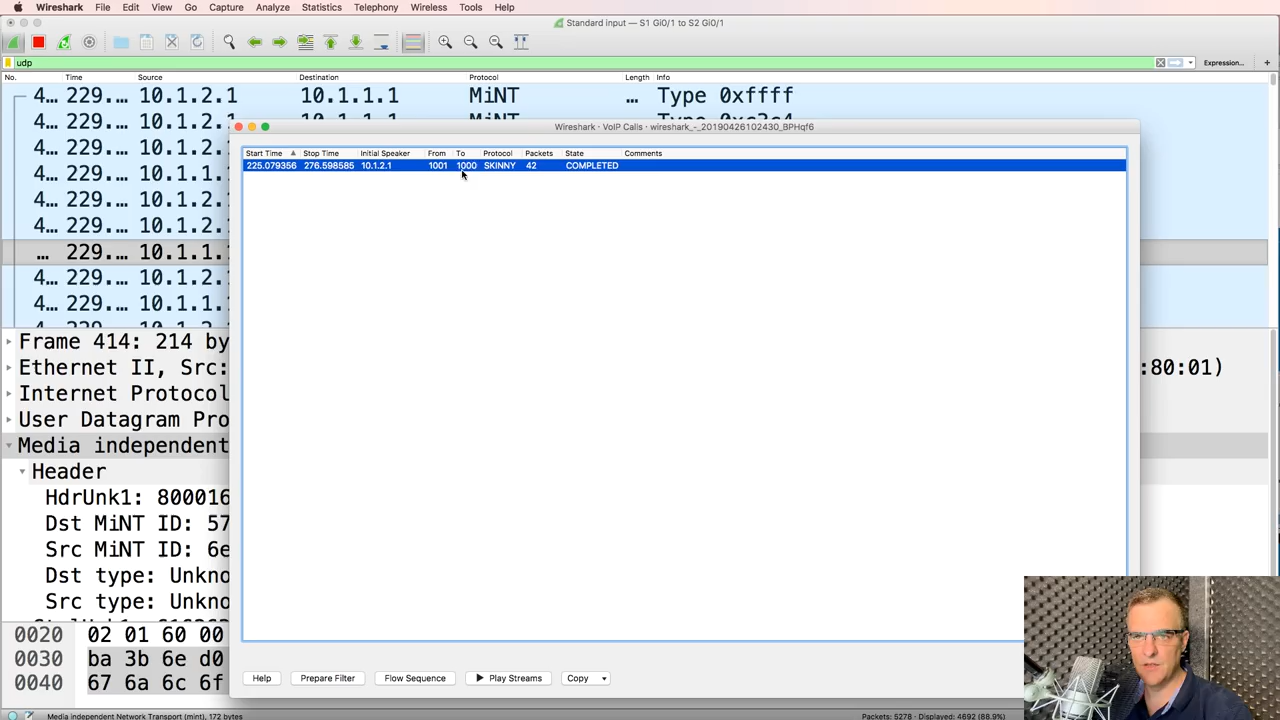 Wireshark File Edit View Go Capture Analyze Statistics Telephony Wireless Tools Help
Standard input — S1 Gi0/1 to S2 Gi0/1
udp Expression... +
No. Time Source Destination Protocol Length Info
4... 229.... 10.1.2.1 10.1.1.1 MiNT ... Type 0xffff
4... 229.... 10.1.1.
4... 229.... 10.1.2.
4... 229.... 10.1.1.
4... 229.... 10.1.1.
4... 229.... 10.1.2.
... 229.... 10.1.1.
4... 229.... 10.1.2.
4... 229.... 10.1.1.
Wireshark · VoIP Calls · wireshark_-_20190426102430_BPHqf6
Start Time Stop Time Initial Speaker From To Protocol Packets State Comments
225.079356 276.598585 10.1.2.1 1001 1000 SKINNY 42 COMPLETED
Frame 414: 214 by
Ethernet II, Src: :80:01)
Internet Protocol
User Datagram Pro
Media independent
Header
HdrUnk1: 800016
Dst MiNT ID: 57
Src MiNT ID: 6e
Dst type: Unkno
Src type: Unkno
0020 02 01 60 00
0030 ba 3b 6e d0
0040 67 6a 6c 6f
Help Prepare Filter Flow Sequence Play Streams Copy
Media independent Network Transport (mint), 172 bytes Packets: 5278 · Displayed: 4692 (88.9%)